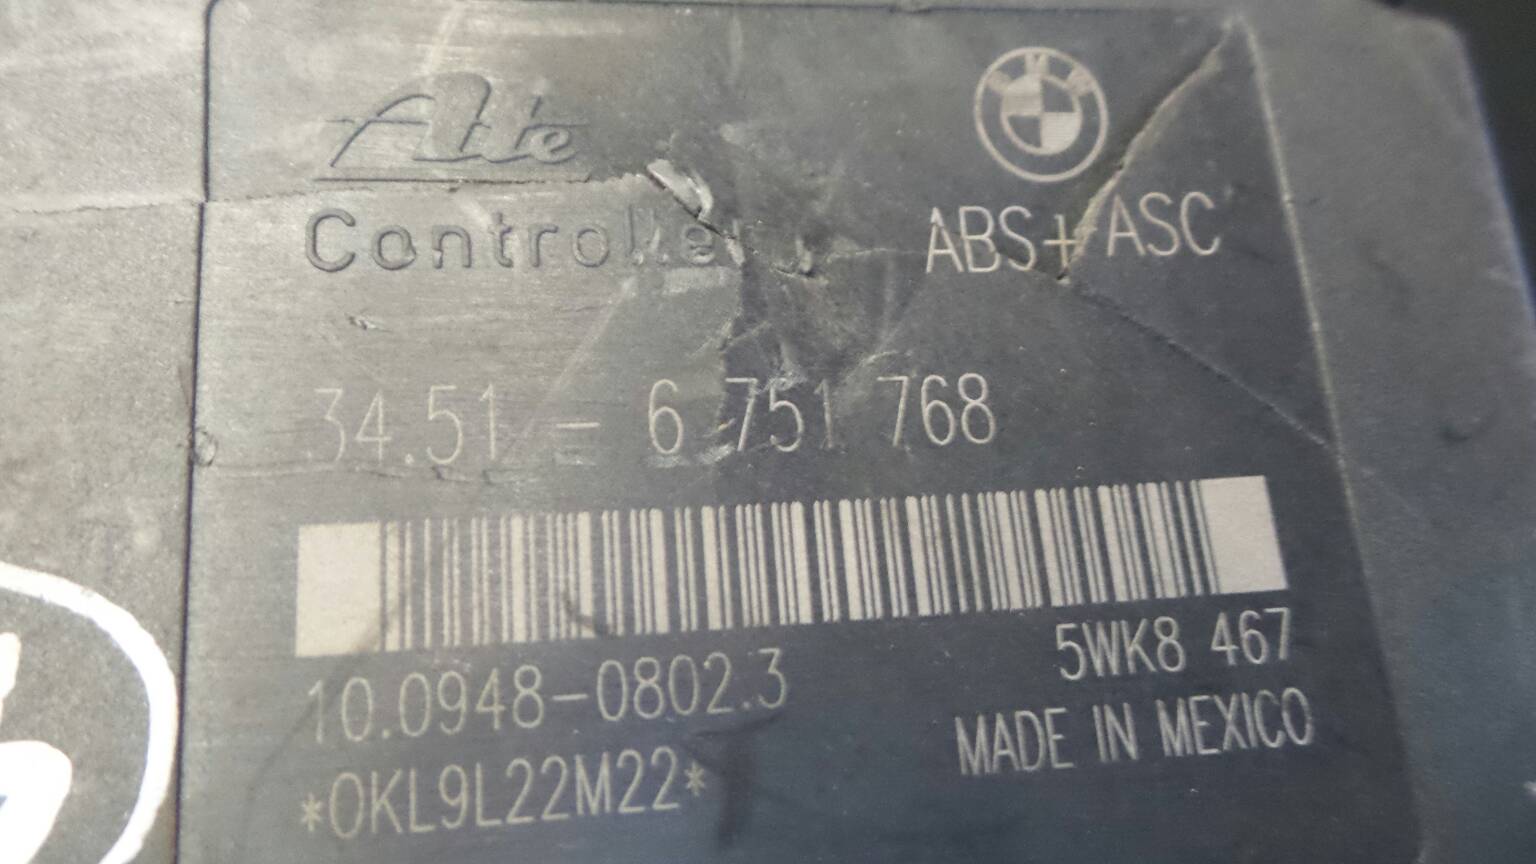 Ate
BMW
Controller
ABS+ASC
34.51 - 6 751 768
10.0948-0802.3
5WK8 467
MADE IN MEXICO
*0KL9L22M22*